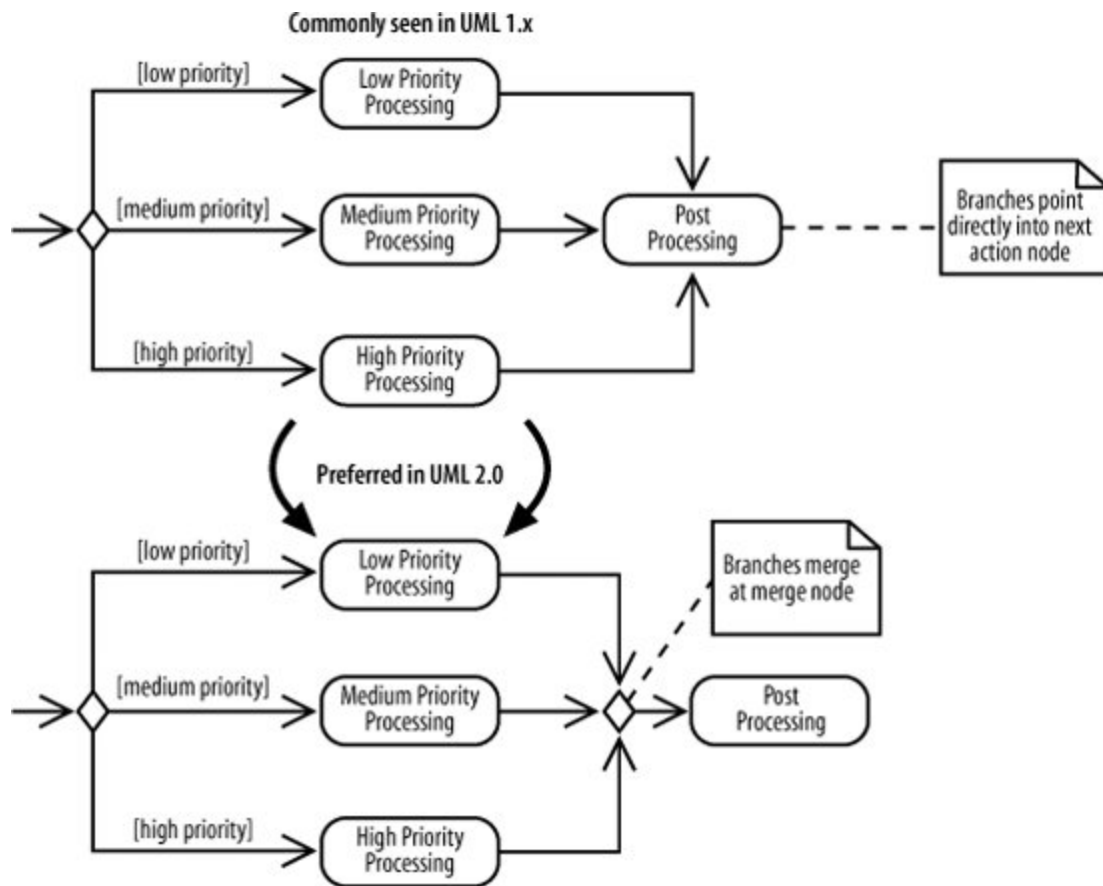 Commonly seen in UML 1.x
[low priority]
Low Priority
Processing
[medium priority]
Medium Priority
Processing
Post
Processing
Branches point
directly into next
action node
[high priority]
High Priority
Processing
Preferred in UML 2.0
[low priority]
Low Priority
Processing
Branches merge
at merge node
[medium priority]
Medium Priority
Processing
Post
Processing
[high priority]
High Priority
Processing